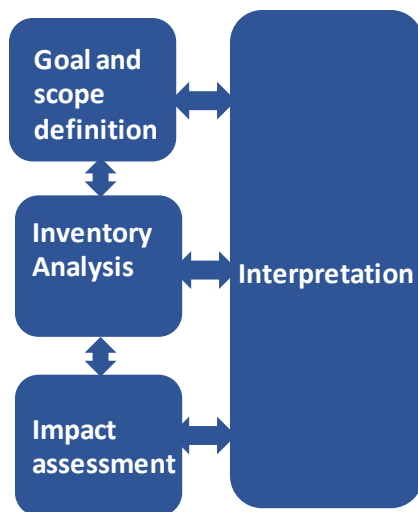 Goal and
scope
definition
Inventory
Analysis
Interpretation
Impact
assessment